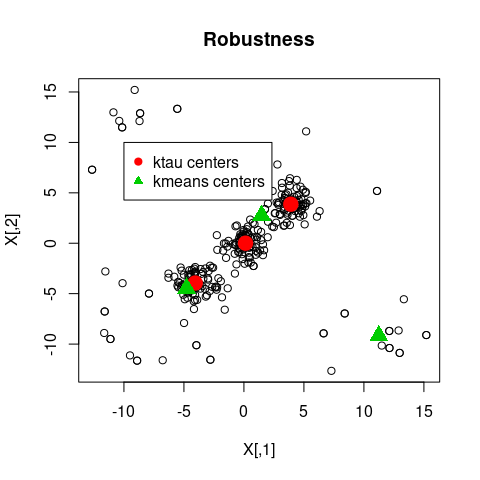 Robustness
ktau centers
kmeans centers
15
10
5
0
-5
-10
X[,2]
-10 -5 0 5 10 15
X[,1]